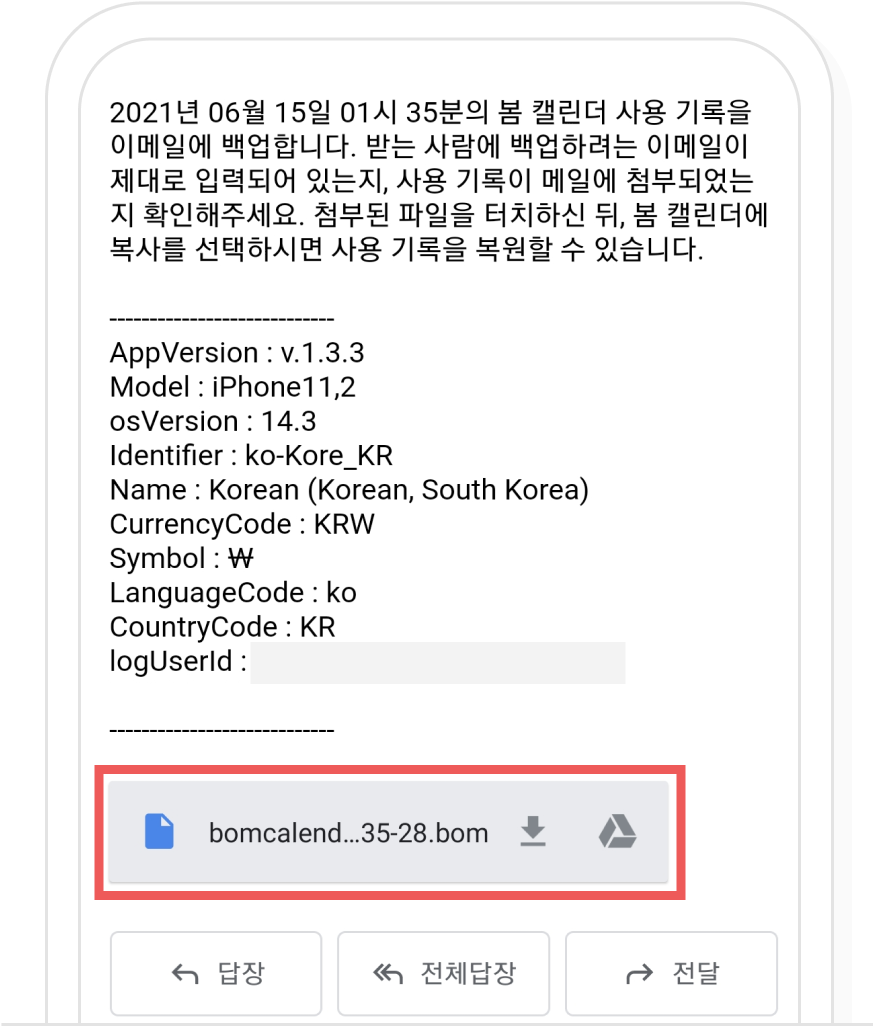 2021년 06월 15일 01시 35분의 봄 캘린더 사용 기록을
이메일에 백업합니다. 받는 사람에 백업하려는 이메일이
제대로 입력되어 있는지, 사용 기록이 메일에 첨부되었는
지 확인해주세요. 첨부된 파일을 터치하신 뒤, 봄 캘린더에
복사를 선택하시면 사용 기록을 복원할 수 있습니다.
----------------------------
AppVersion : v.1.3.3
Model : iPhone11,2
osVersion : 14.3
Identifier : ko-Kore_KR
Name : Korean (Korean, South Korea)
CurrencyCode : KRW
Symbol : ₩
LanguageCode : ko
CountryCode : KR
logUserId :
----------------------------
bomcalend...35-28.bom
답장 전체답장 전달